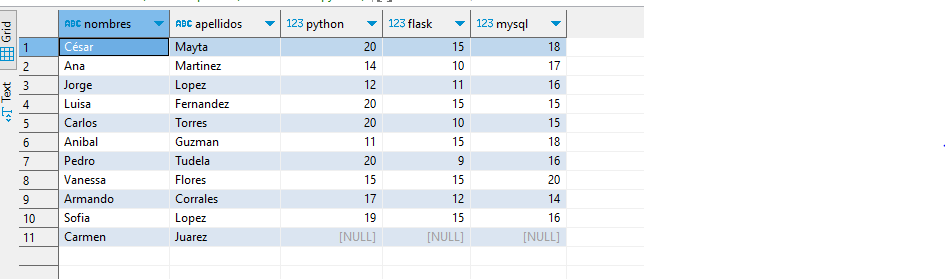 Grid
Text
ABC nombres ABC apellidos 123 python 123 flask 123 mysql
1 César Mayta 20 15 18
2 Ana Martinez 14 10 17
3 Jorge Lopez 12 11 16
4 Luisa Fernandez 20 15 15
5 Carlos Torres 20 10 15
6 Anibal Guzman 11 15 18
7 Pedro Tudela 20 9 16
8 Vanessa Flores 15 15 20
9 Armando Corrales 17 12 14
10 Sofia Lopez 19 15 16
11 Carmen Juarez [NULL] [NULL] [NULL]